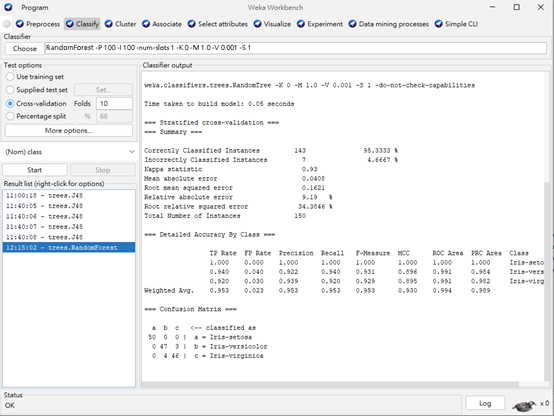 Program
Weka Workbench
Preprocess Classify Cluster Associate Select attributes Visualize Experiment Data mining processes Simple CLI
Classifier
Choose RandomForest -P 100 -I 100 -num-slots 1 -K 0 -M 1.0 -V 0.001 -S 1
Test options
Use training set
Supplied test set Set...
Cross-validation Folds 10
Percentage split % 66
More options...
(Nom) class
Start Stop
Result list (right-click for options)
11:00:18 - trees.J48
11:40:05 - trees.J48
11:40:06 - trees.J48
11:40:07 - trees.J48
11:40:08 - trees.J48
12:15:02 - trees.RandomForest
Classifier output
weka.classifiers.trees.RandomTree -K 0 -M 1.0 -V 0.001 -S 1 -do-not-check-capabilities
Time taken to build model: 0.05 seconds
=== Stratified cross-validation ===
=== Summary ===
Correctly Classified Instances 143 95.3333 %
Incorrectly Classified Instances 7 4.6667 %
Kappa statistic 0.93
Mean absolute error 0.0408
Root mean squared error 0.1621
Relative absolute error 9.19 %
Root relative squared error 34.3846 %
Total Number of Instances 150
=== Detailed Accuracy By Class ===
TP Rate FP Rate Precision Recall F-Measure MCC ROC Area PRC Area Class
1.000 0.000 1.000 1.000 1.000 1.000 1.000 1.000 Iris-seto
0.940 0.040 0.922 0.940 0.931 0.896 0.991 0.984 Iris-vers
0.920 0.030 0.939 0.920 0.929 0.895 0.991 0.982 Iris-virg
Weighted Avg. 0.953 0.023 0.953 0.953 0.953 0.930 0.994 0.989
=== Confusion Matrix ===
a b c <-- classified as
50 0 0 | a = Iris-setosa
0 47 3 | b = Iris-versicolor
0 4 46 | c = Iris-virginica
Status
OK
Log
x 0